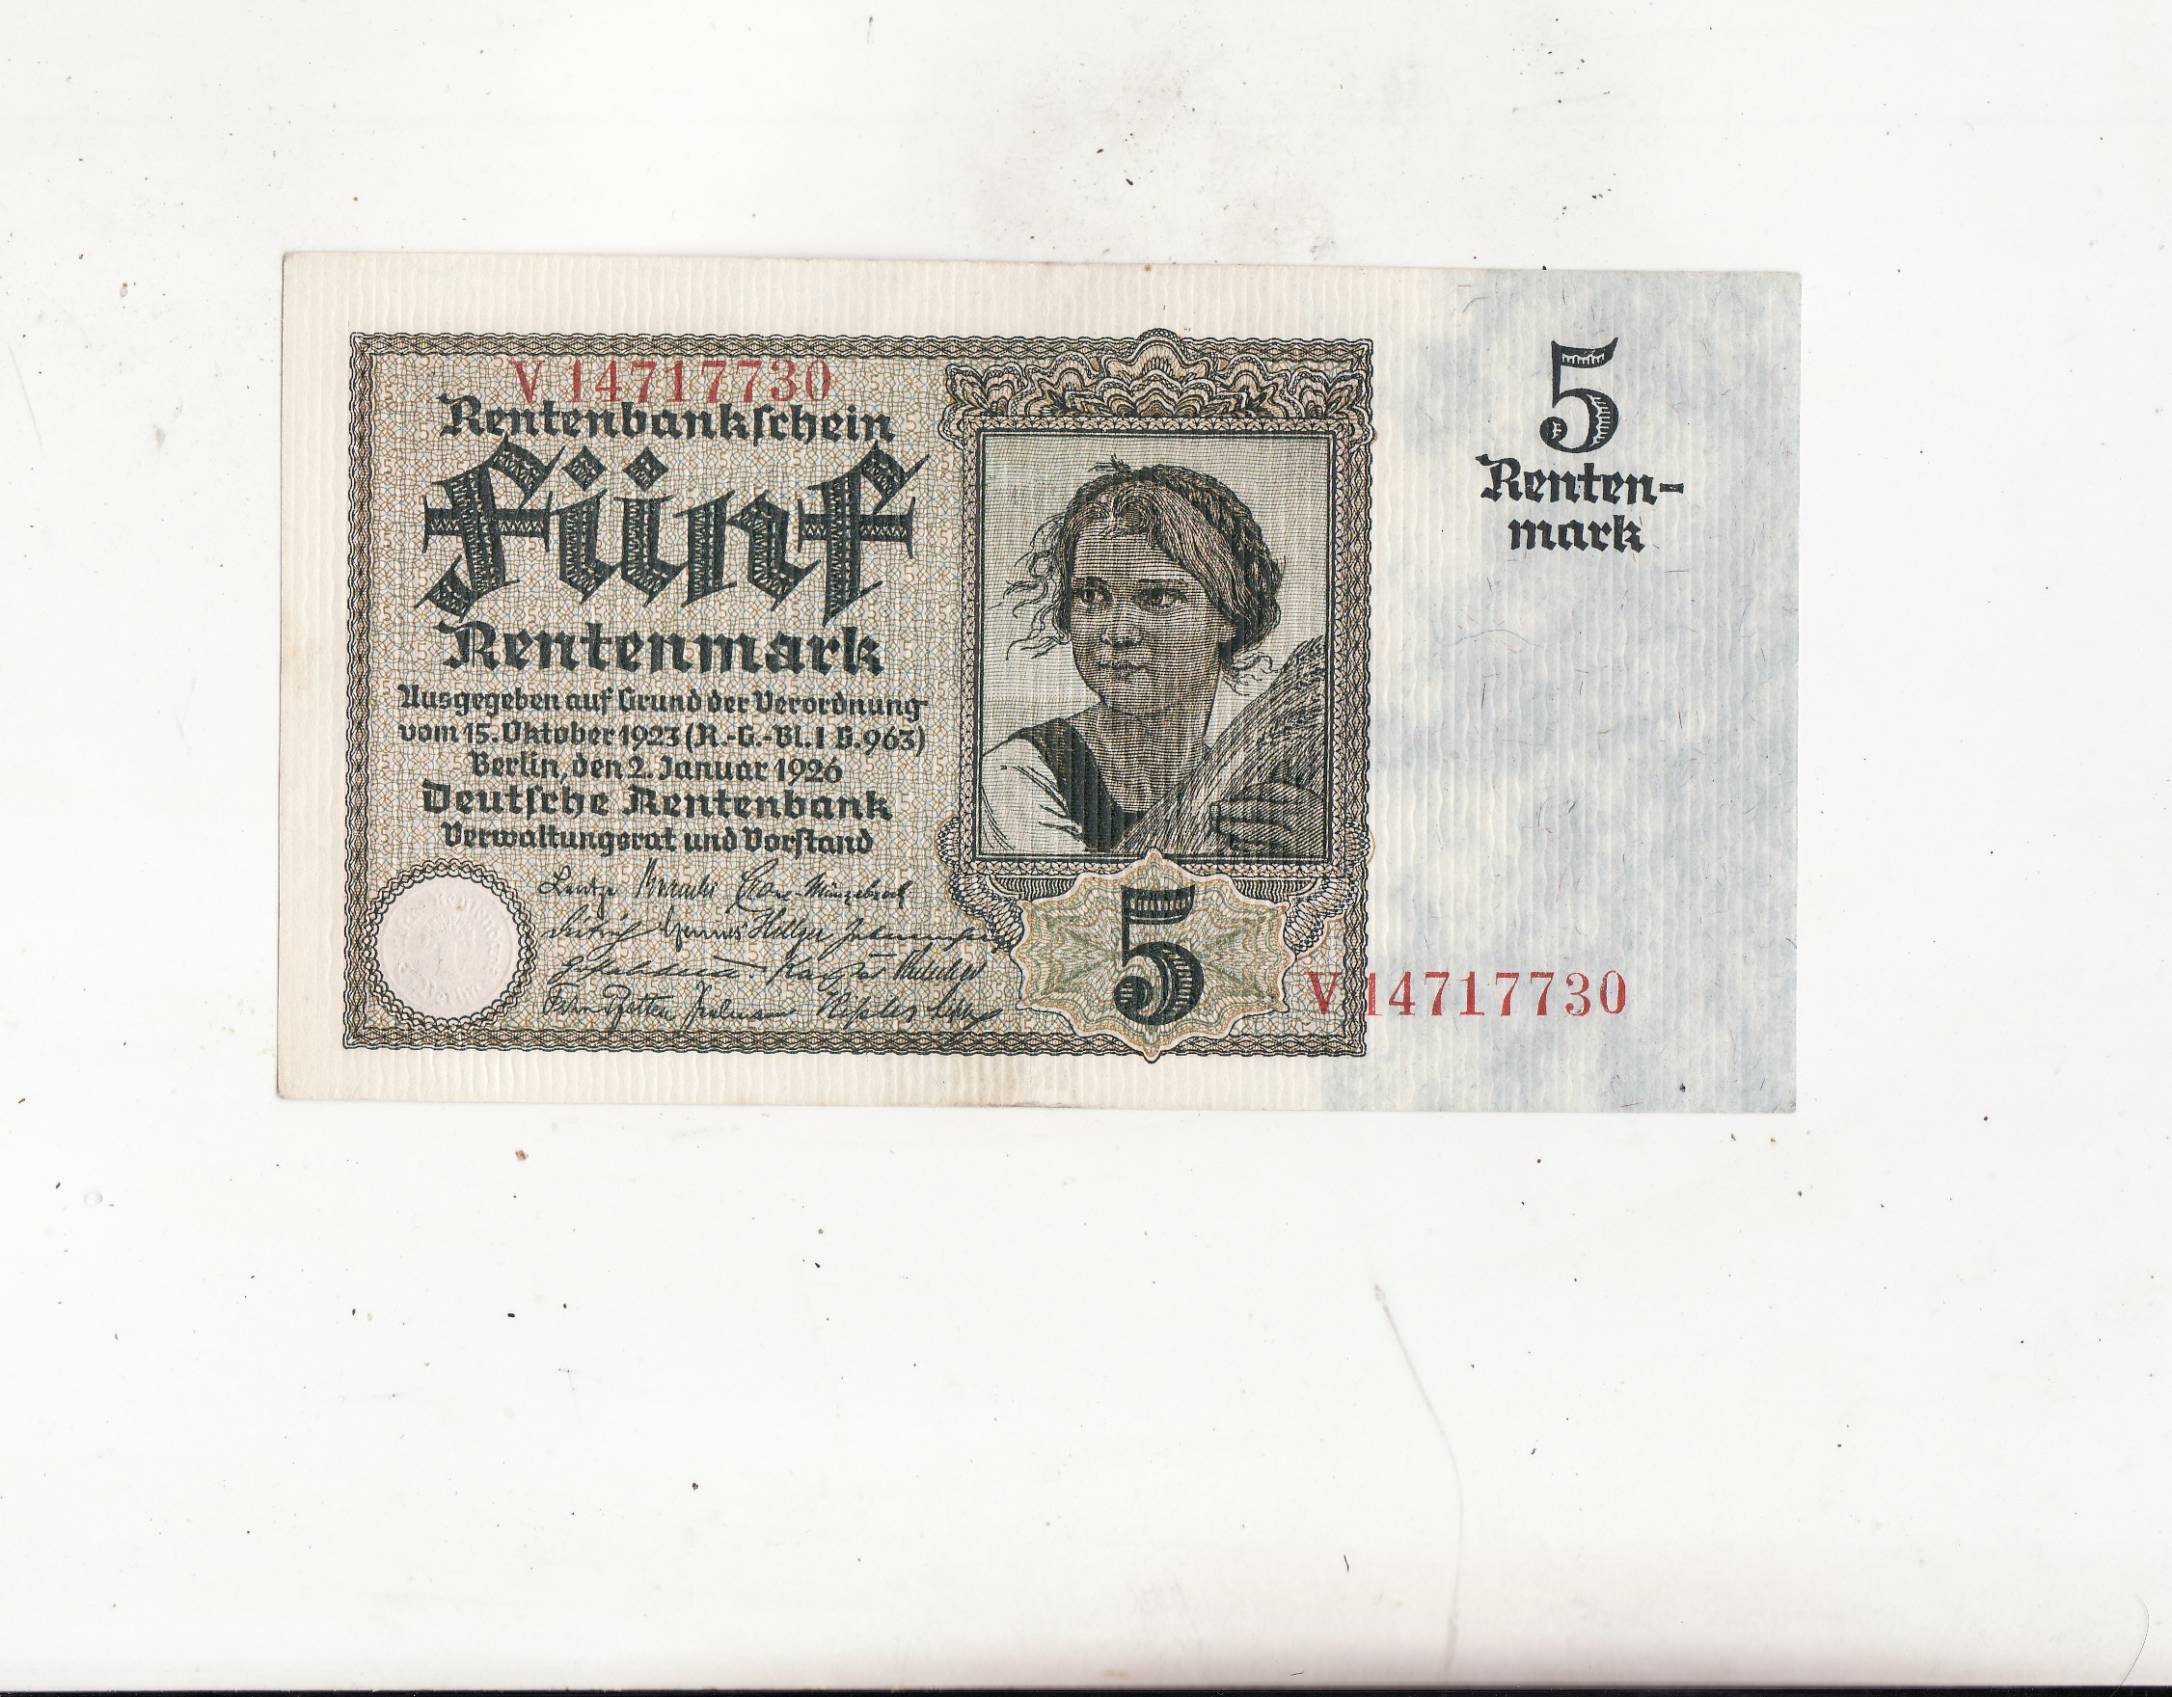 V 14717730
Rentenbankschein
Fünf
Rentenmark
Ausgegeben auf Grund der Verordnung
vom 15. Oktober 1923 (R.-G.-Bl. I S. 963)
Berlin, den 2. Januar 1926
Deutsche Rentenbank
Verwaltungsrat und Vorstand
5
5
Renten-
mark
V 14717730